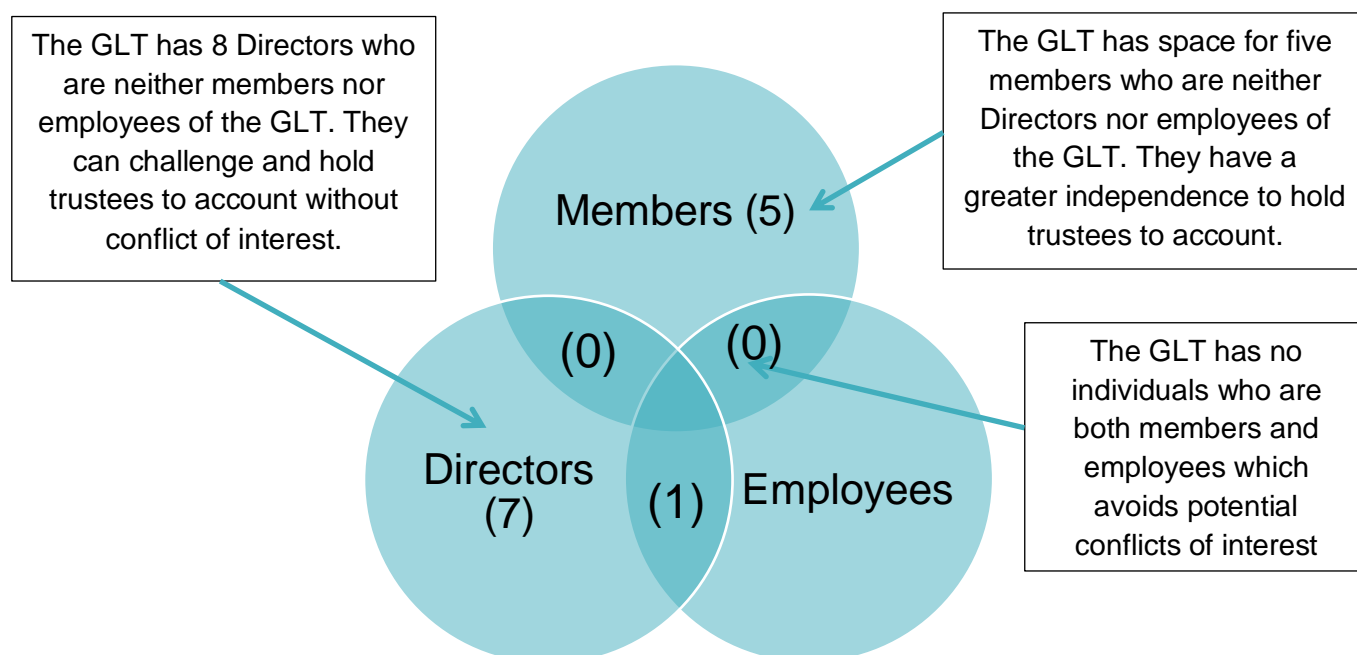 The GLT has 8 Directors who
are neither members nor
employees of the GLT. They
can challenge and hold
trustees to account without
conflict of interest.
The GLT has space for five
members who are neither
Directors nor employees of
the GLT. They have a
greater independence to hold
trustees to account.
Members (5)
(0)
(0)
The GLT has no
individuals who are
both members and
employees which
avoids potential
conflicts of interest
Directors
(7)
(1)
Employees